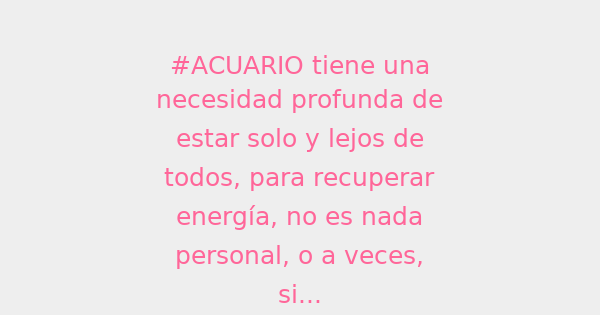 #ACUARIO tiene una
necesidad profunda de
estar solo y lejos de
todos, para recuperar
energía, no es nada
personal, o a veces,
si...